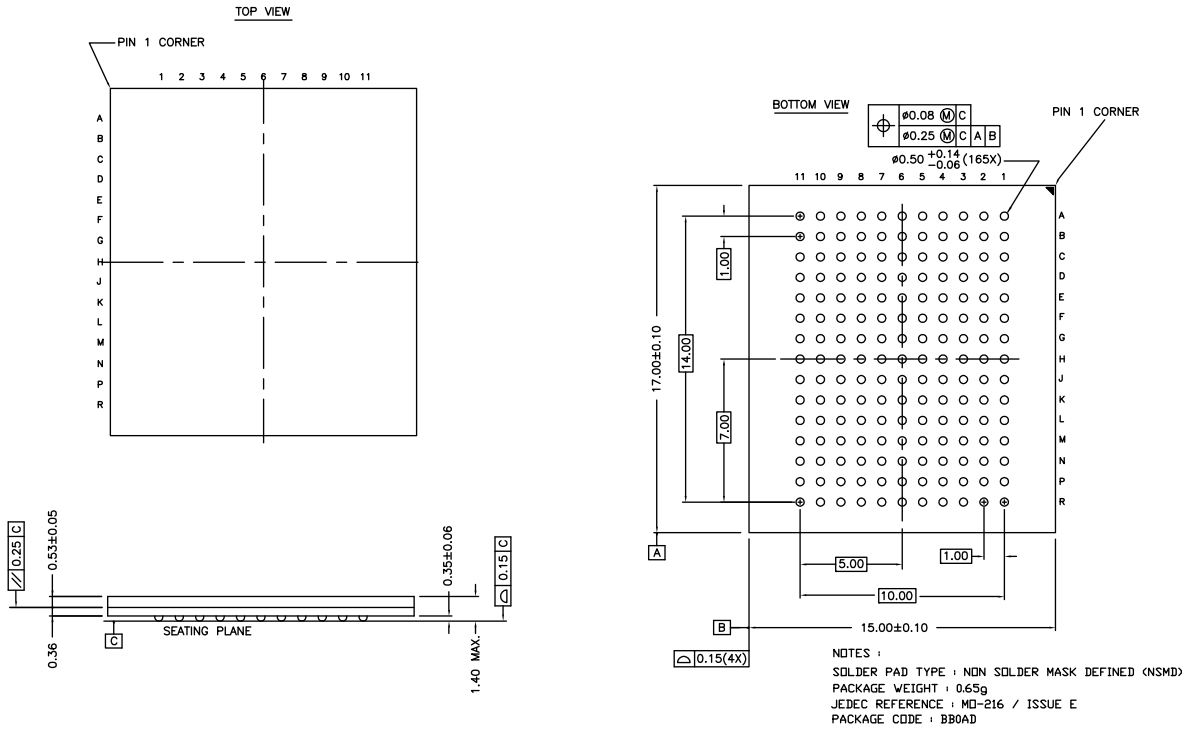 TOP VIEW
PIN 1 CORNER
1 2 3 4 5 6 7 8 9 10 11
A
B
C
D
E
F
G
H
J
K
L
M
N
P
R
// 0.25 C
0.53±0.05
0.36
C
SEATING PLANE
0.35±0.06
1.40 MAX.
0.15 C
BOTTOM VIEW
PIN 1 CORNER
ø0.08 Ⓜ C
ø0.25 Ⓜ C A B
ø0.50 +0.14 -0.06 (165X)
11 10 9 8 7 6 5 4 3 2 1
A
B
C
D
E
F
G
H
J
K
L
M
N
P
R
1.00
14.00
17.00±0.10
7.00
A
5.00
1.00
10.00
B
15.00±0.10
0.15(4X)
NOTES :
SOLDER PAD TYPE : NON SOLDER MASK DEFINED (NSMD)
PACKAGE WEIGHT : 0.65g
JEDEC REFERENCE : MO-216 / ISSUE E
PACKAGE CODE : BB0AD